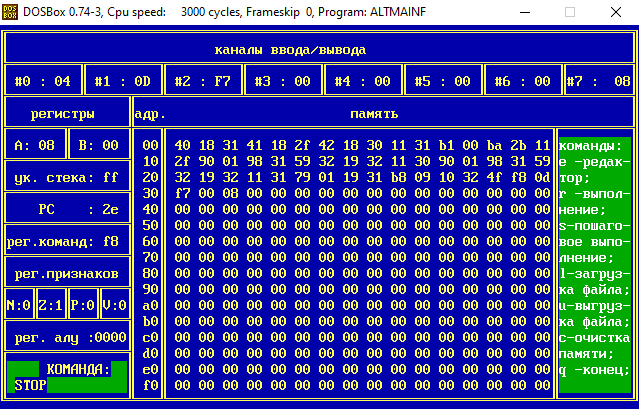 DOSBox 0.74-3, Cpu speed:    3000 cycles, Frameskip  0, Program: ALTMAINF
каналы ввода/вывода
#0 : 04 #1 : 0D #2 : F7 #3 : 00 #4 : 00 #5 : 00 #6 : 00 #7 :  08
регистры адр. память
A: 08 B: 00 00 40 18 31 41 18 2f 42 18 30 11 31 b1 00 ba 2b 11 команды:
10 2f 90 01 98 31 59 32 19 32 11 30 90 01 98 31 59 е -редак-
ук. стека: ff 20 32 19 32 11 31 79 01 19 31 b8 09 10 32 4f f8 0d тор;
30 f7 00 08 00 00 00 00 00 00 00 00 00 00 00 00 00 r -выпол-
PC    : 2e 40 00 00 00 00 00 00 00 00 00 00 00 00 00 00 00 00 нение;
50 00 00 00 00 00 00 00 00 00 00 00 00 00 00 00 00 s-пошаго-
рег.команд: f8 60 00 00 00 00 00 00 00 00 00 00 00 00 00 00 00 00 вое выпо-
70 00 00 00 00 00 00 00 00 00 00 00 00 00 00 00 00 лнение;
рег.признаков 80 00 00 00 00 00 00 00 00 00 00 00 00 00 00 00 00 l-загруз-
90 00 00 00 00 00 00 00 00 00 00 00 00 00 00 00 00 ка файла;
N:0 Z:1 P:0 V:0 a0 00 00 00 00 00 00 00 00 00 00 00 00 00 00 00 00 u-выгруз-
b0 00 00 00 00 00 00 00 00 00 00 00 00 00 00 00 00 ка файла;
рег. алу :0000 c0 00 00 00 00 00 00 00 00 00 00 00 00 00 00 00 00 c-очистка
d0 00 00 00 00 00 00 00 00 00 00 00 00 00 00 00 00 памяти;
КОМАНДА: e0 00 00 00 00 00 00 00 00 00 00 00 00 00 00 00 00 q -конец;
STOP f0 00 00 00 00 00 00 00 00 00 00 00 00 00 00 00 00